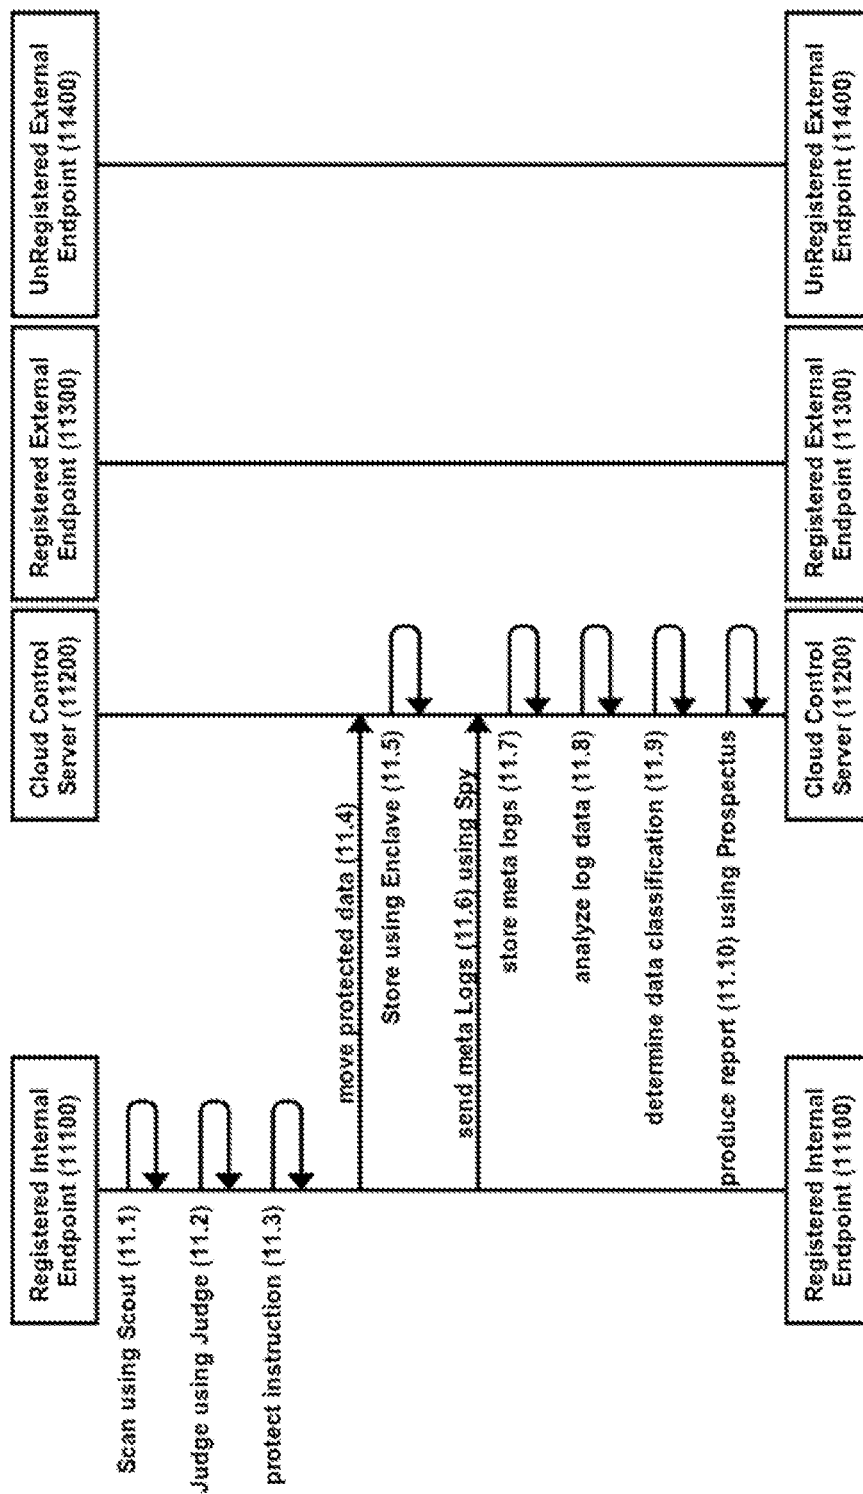 Registered Internal
Endpoint (11100)
Cloud Control
Server (11200)
Registered External
Endpoint (11300)
UnRegistered External
Endpoint (11400)
Scan using Scout (11.1)
Judge using Judge (11.2)
protect instruction (11.3)
move protected data (11.4)
Store using Enclave (11.5)
send meta Logs (11.6) using Spy
store meta logs (11.7)
analyze log data (11.8)
determine data classification (11.9)
produce report (11.10) using Prospectus
Registered Internal
Endpoint (11100)
Cloud Control
Server (11200)
Registered External
Endpoint (11300)
UnRegistered External
Endpoint (11400)